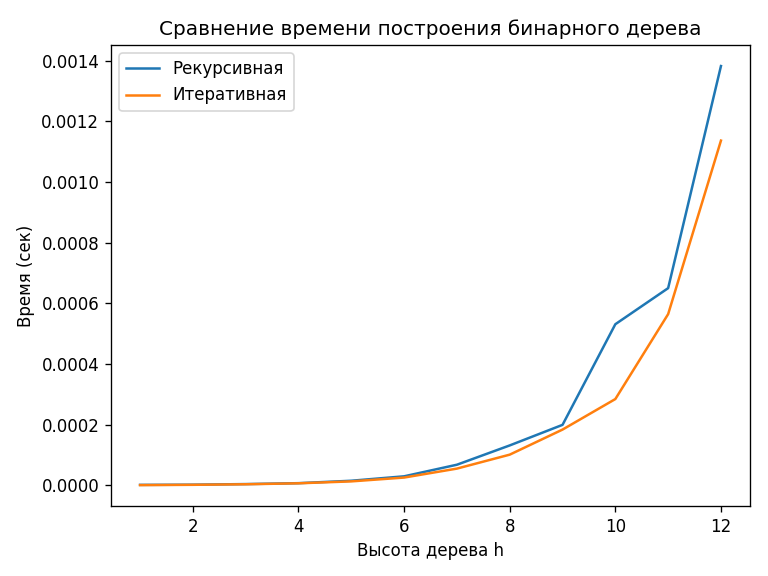 Сравнение времени построения бинарного дерева
Рекурсивная
Итеративная
Время (сек)
0.0014
0.0012
0.0010
0.0008
0.0006
0.0004
0.0002
0.0000
2 4 6 8 10 12
Высота дерева h